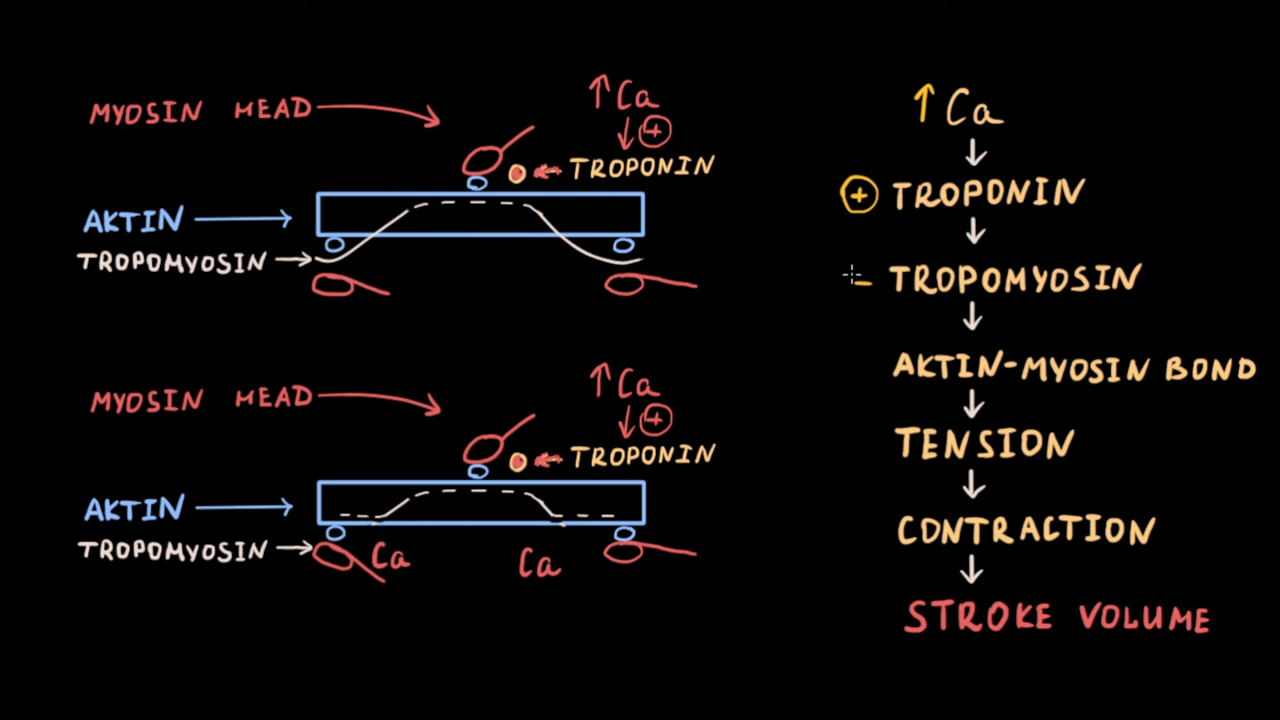 MYOSIN HEAD
↑ Ca
↓ +
TROPONIN
AKTIN
TROPOMYOSIN
MYOSIN HEAD
↑ Ca
↓ +
TROPONIN
AKTIN
TROPOMYOSIN
Ca
Ca
↑ Ca
↓
+ TROPONIN
↓
- TROPOMYOSIN
↓
AKTIN-MYOSIN BOND
↓
TENSION
↓
CONTRACTION
↓
STROKE VOLUME